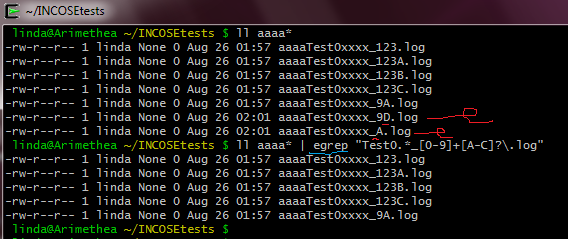 ~/INCOSEtests
linda@Arimethea ~/INCOSEtests $ ll aaaa*
-rw-r--r-- 1 linda None 0 Aug 26 01:57 aaaaTest0xxxx_123.log
-rw-r--r-- 1 linda None 0 Aug 26 01:57 aaaaTest0xxxx_123A.log
-rw-r--r-- 1 linda None 0 Aug 26 01:57 aaaaTest0xxxx_123B.log
-rw-r--r-- 1 linda None 0 Aug 26 01:57 aaaaTest0xxxx_123C.log
-rw-r--r-- 1 linda None 0 Aug 26 01:57 aaaaTest0xxxx_9A.log
-rw-r--r-- 1 linda None 0 Aug 26 02:01 aaaaTest0xxxx_9D.log
-rw-r--r-- 1 linda None 0 Aug 26 02:01 aaaaTest0xxxx_A.log
linda@Arimethea ~/INCOSEtests $ ll aaaa* | egrep "Test0.*_[0-9]+[A-C]?\.log"
-rw-r--r-- 1 linda None 0 Aug 26 01:57 aaaaTest0xxxx_123.log
-rw-r--r-- 1 linda None 0 Aug 26 01:57 aaaaTest0xxxx_123A.log
-rw-r--r-- 1 linda None 0 Aug 26 01:57 aaaaTest0xxxx_123B.log
-rw-r--r-- 1 linda None 0 Aug 26 01:57 aaaaTest0xxxx_123C.log
-rw-r--r-- 1 linda None 0 Aug 26 01:57 aaaaTest0xxxx_9A.log
linda@Arimethea ~/INCOSEtests $